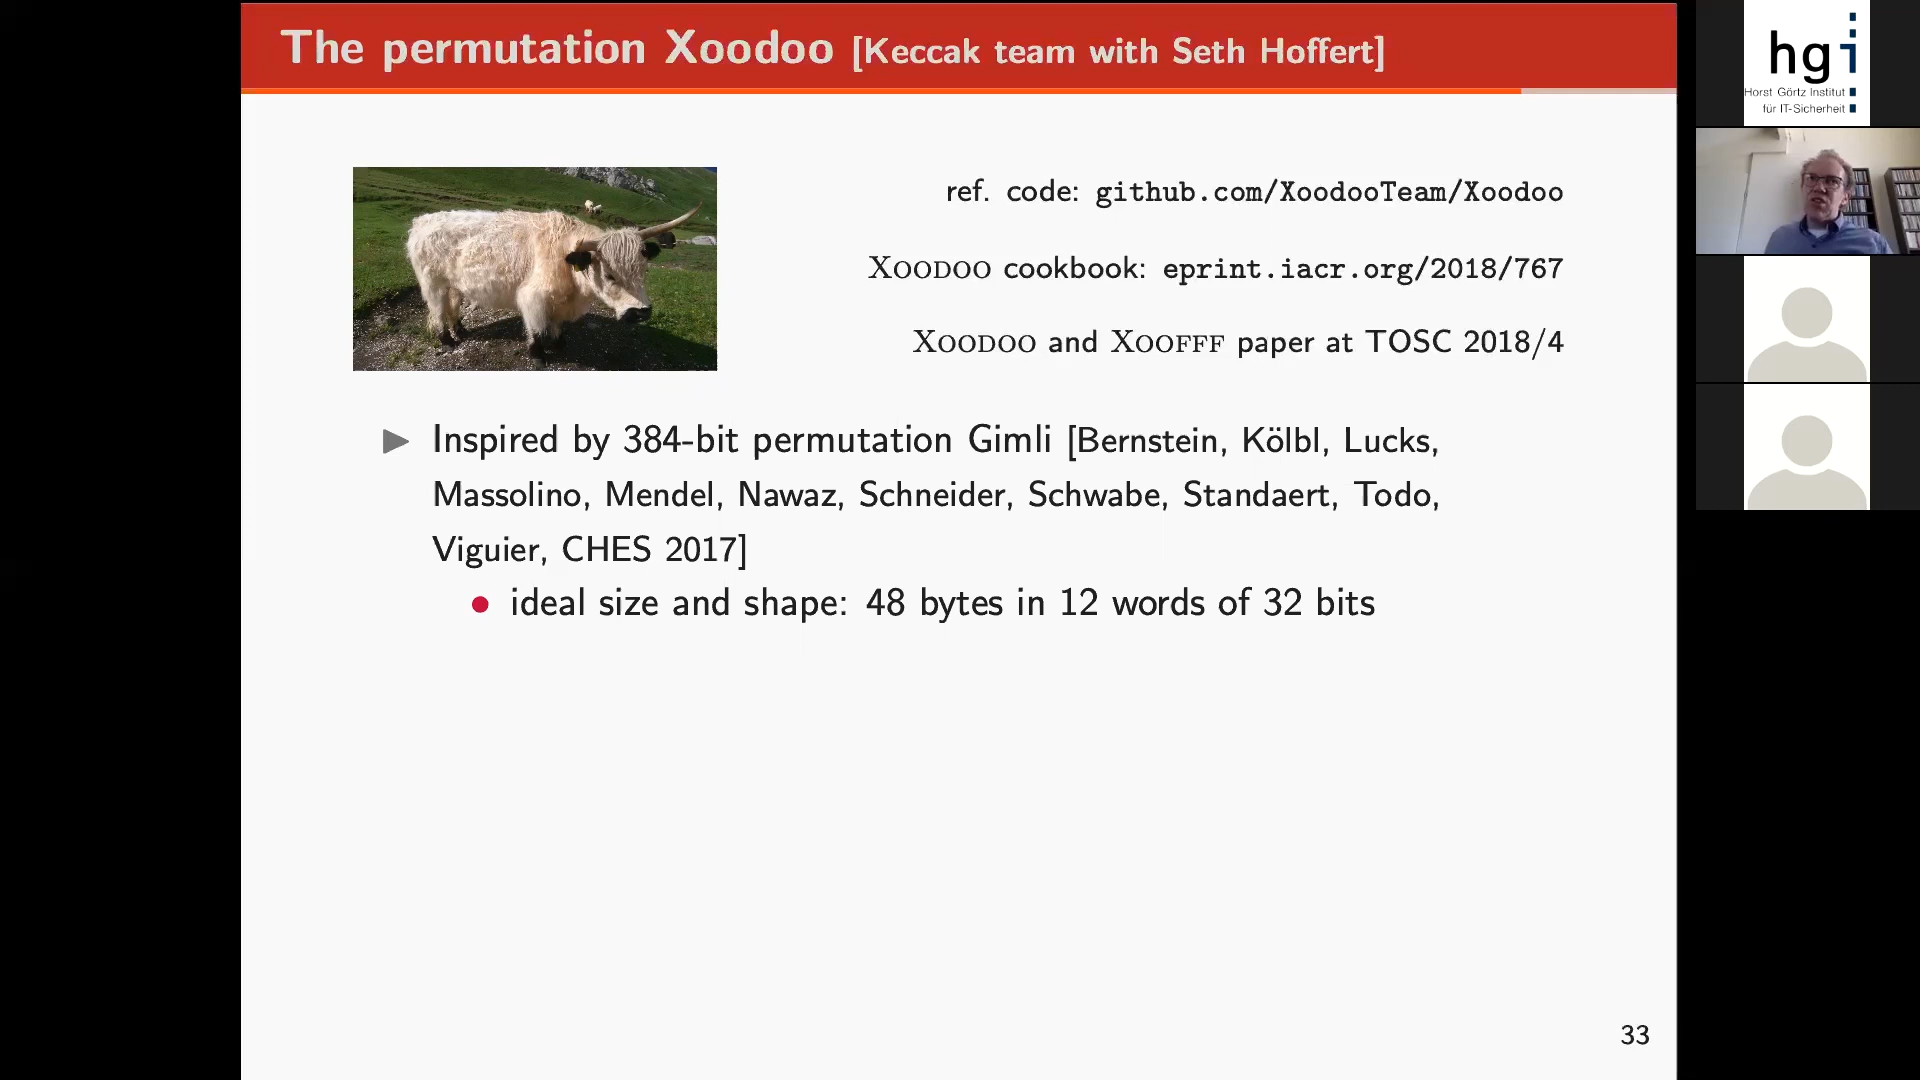 The permutation Xoodoo [Keccak team with Seth Hoffert]
ref. code: github.com/XoodooTeam/Xoodoo
Xoodoo cookbook: eprint.iacr.org/2018/767
Xoodoo and Xoofff paper at TOSC 2018/4
▶ Inspired by 384-bit permutation Gimli [Bernstein, Kölbl, Lucks,
Massolino, Mendel, Nawaz, Schneider, Schwabe, Standaert, Todo,
Viguier, CHES 2017]
• ideal size and shape: 48 bytes in 12 words of 32 bits
33
hgi
Horst Görtz Institut
für IT-Sicherheit